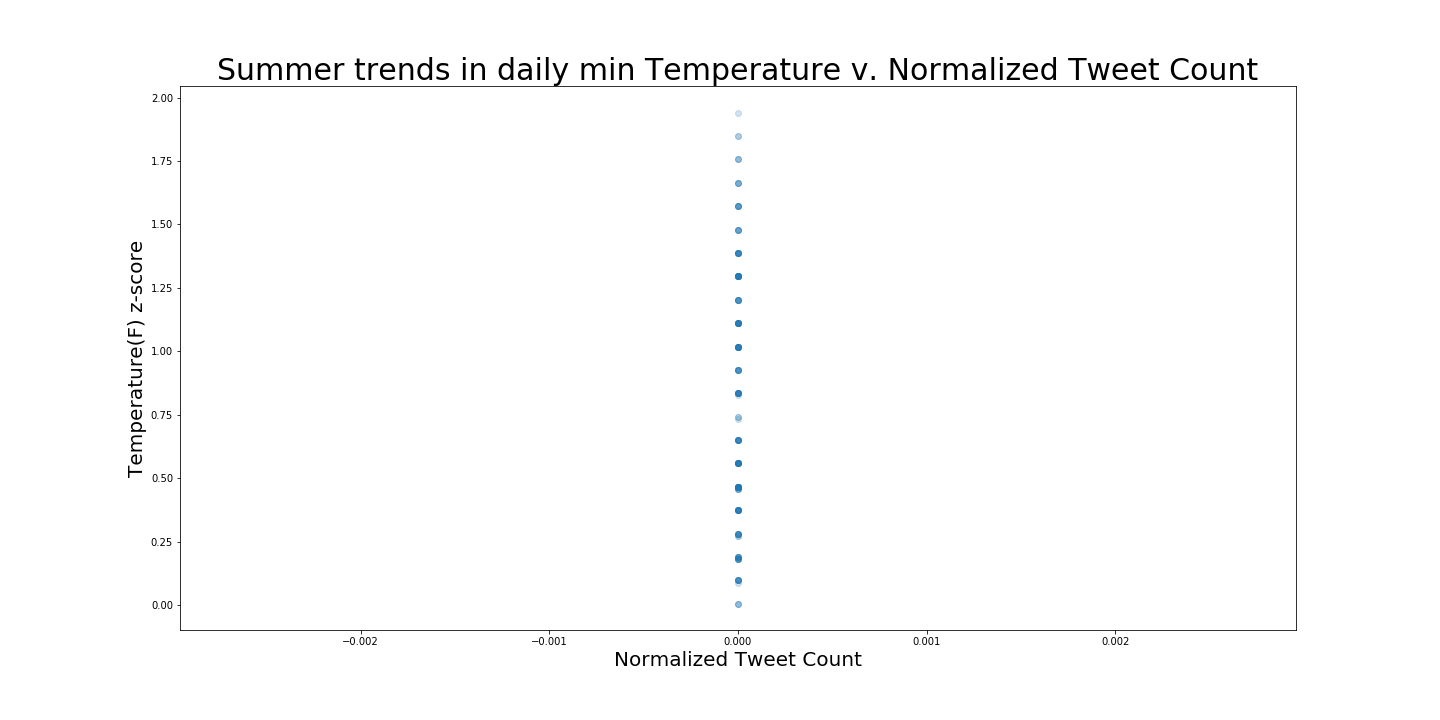 Summer trends in daily min Temperature v. Normalized Tweet Count
2.00
1.75
1.50
1.25
1.00
0.75
0.50
0.25
0.00
Temperature(F) z-score
−0.002 −0.001 0.000 0.001 0.002
Normalized Tweet Count